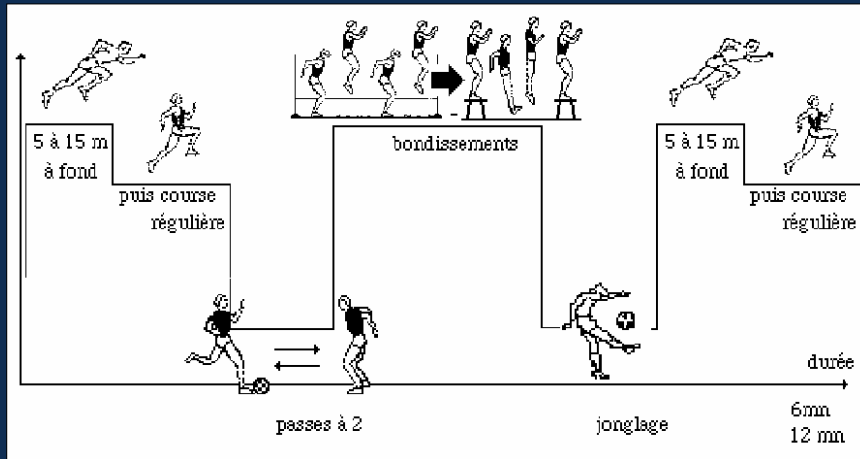 5 à 15 m
à fond
puis course
régulière
bondissements
5 à 15 m
à fond
puis course
régulière
passes à 2
jonglage
durée
6mn
12 mn